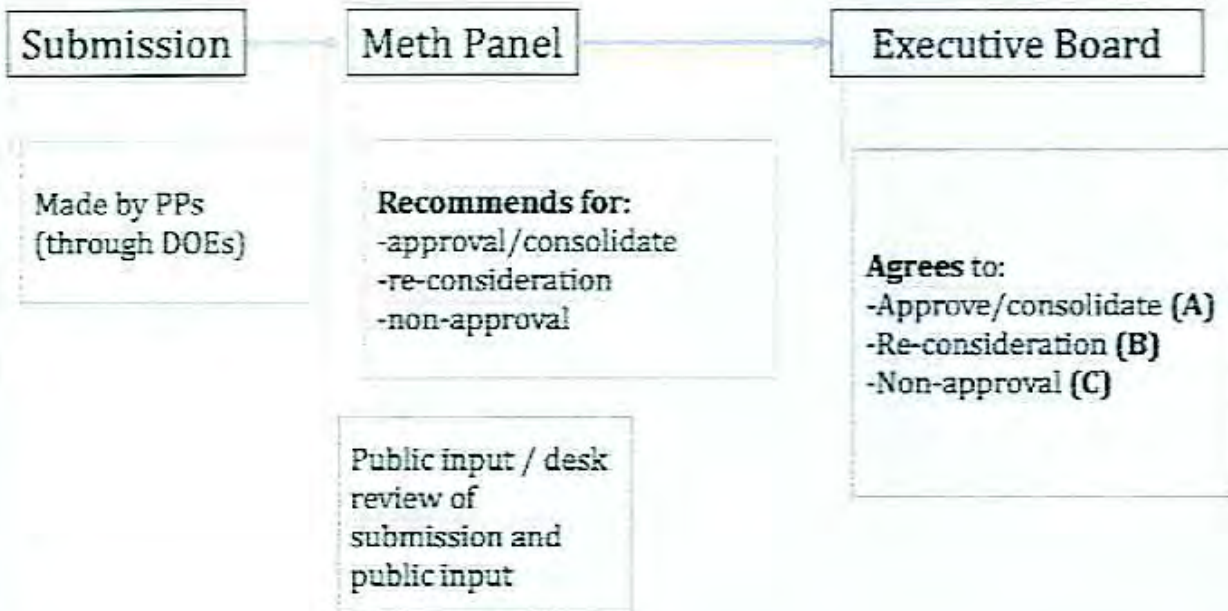 Submission
Meth Panel
Executive Board
Made by PPs
(through DOEs)
Recommends for:
-approval/consolidate
-re-consideration
-non-approval
Public input / desk
review of
submission and
public input
Agrees to:
-Approve/consolidate (A)
-Re-consideration (B)
-Non-approval (C)